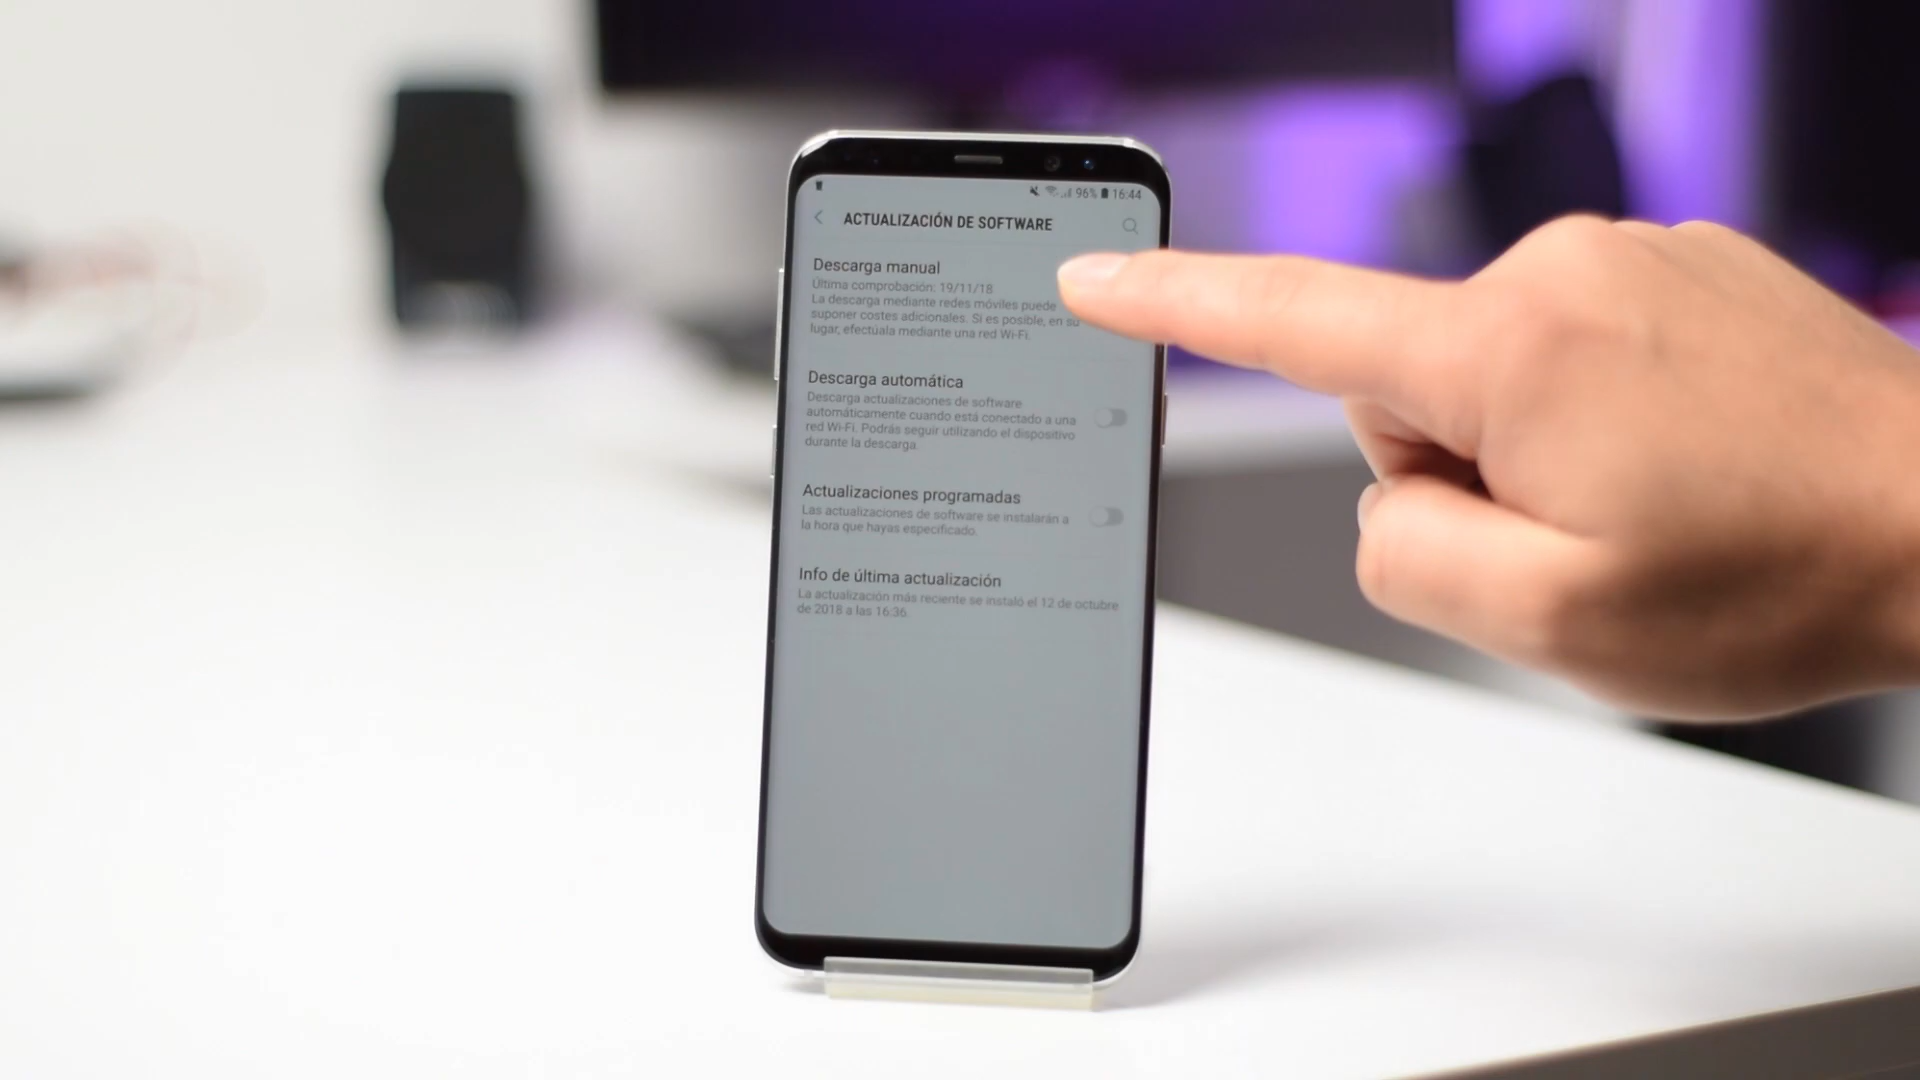 96% 16:44
ACTUALIZACIÓN DE SOFTWARE
Descarga manual
Última comprobación: 19/11/18
La descarga mediante redes móviles puede
suponer costes adicionales. Si es posible, en su
lugar, efectúala mediante una red Wi-Fi.
Descarga automática
Descarga actualizaciones de software
automáticamente cuando está conectado a una
red Wi-Fi. Podrás seguir utilizando el dispositivo
durante la descarga.
Actualizaciones programadas
Las actualizaciones de software se instalarán a
la hora que hayas especificado.
Info de última actualización
La actualización más reciente se instaló el 12 de octubre
de 2018 a las 16:36.